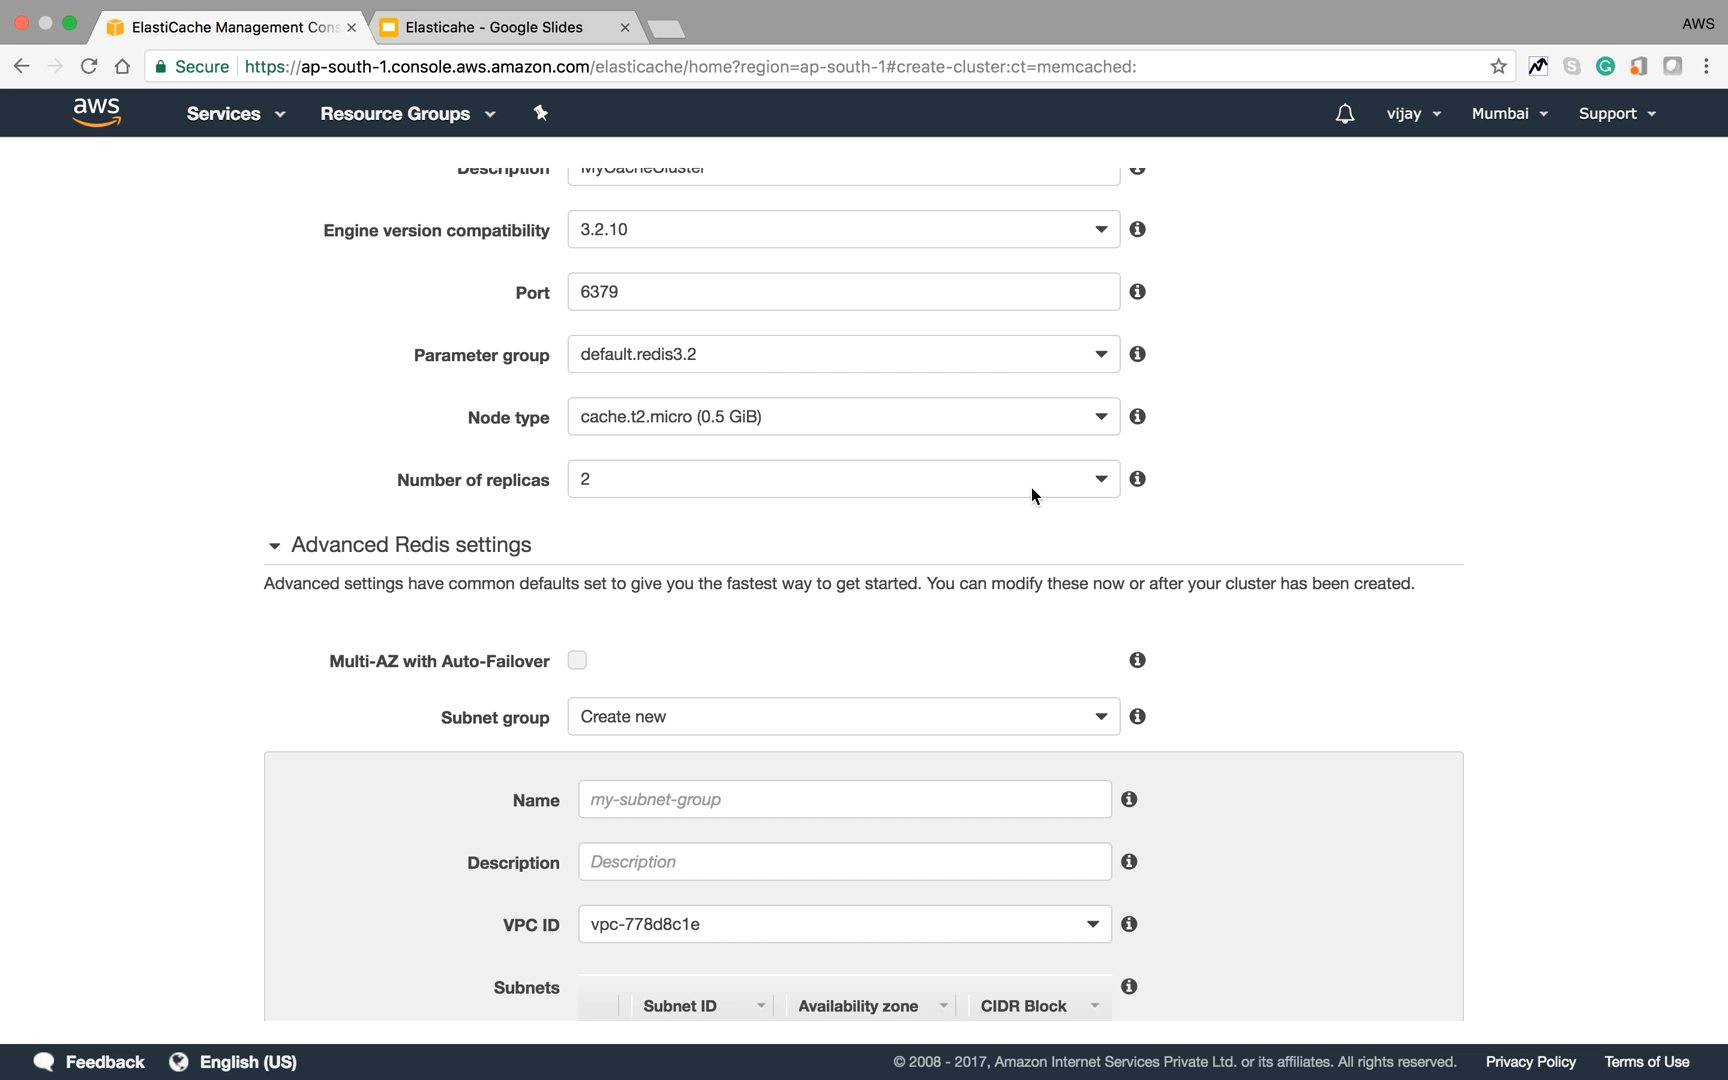 ElastiCache Management Con
Elasticahe - Google Slides
AWS
Secure
https://ap-south-1.console.aws.amazon.com/elasticache/home?region=ap-south-1#create-cluster:ct=memcached:
aws
Services
Resource Groups
vijay
Mumbai
Support
Description
MyCacheCluster
Engine version compatibility
3.2.10
Port
6379
Parameter group
default.redis3.2
Node type
cache.t2.micro (0.5 GiB)
Number of replicas
2
Advanced Redis settings
Advanced settings have common defaults set to give you the fastest way to get started. You can modify these now or after your cluster has been created.
Multi-AZ with Auto-Failover
Subnet group
Create new
Name
my-subnet-group
Description
Description
VPC ID
vpc-778d8c1e
Subnets
Subnet ID
Availability zone
CIDR Block
Feedback
English (US)
© 2008 - 2017, Amazon Internet Services Private Ltd. or its affiliates. All rights reserved.
Privacy Policy
Terms of Use